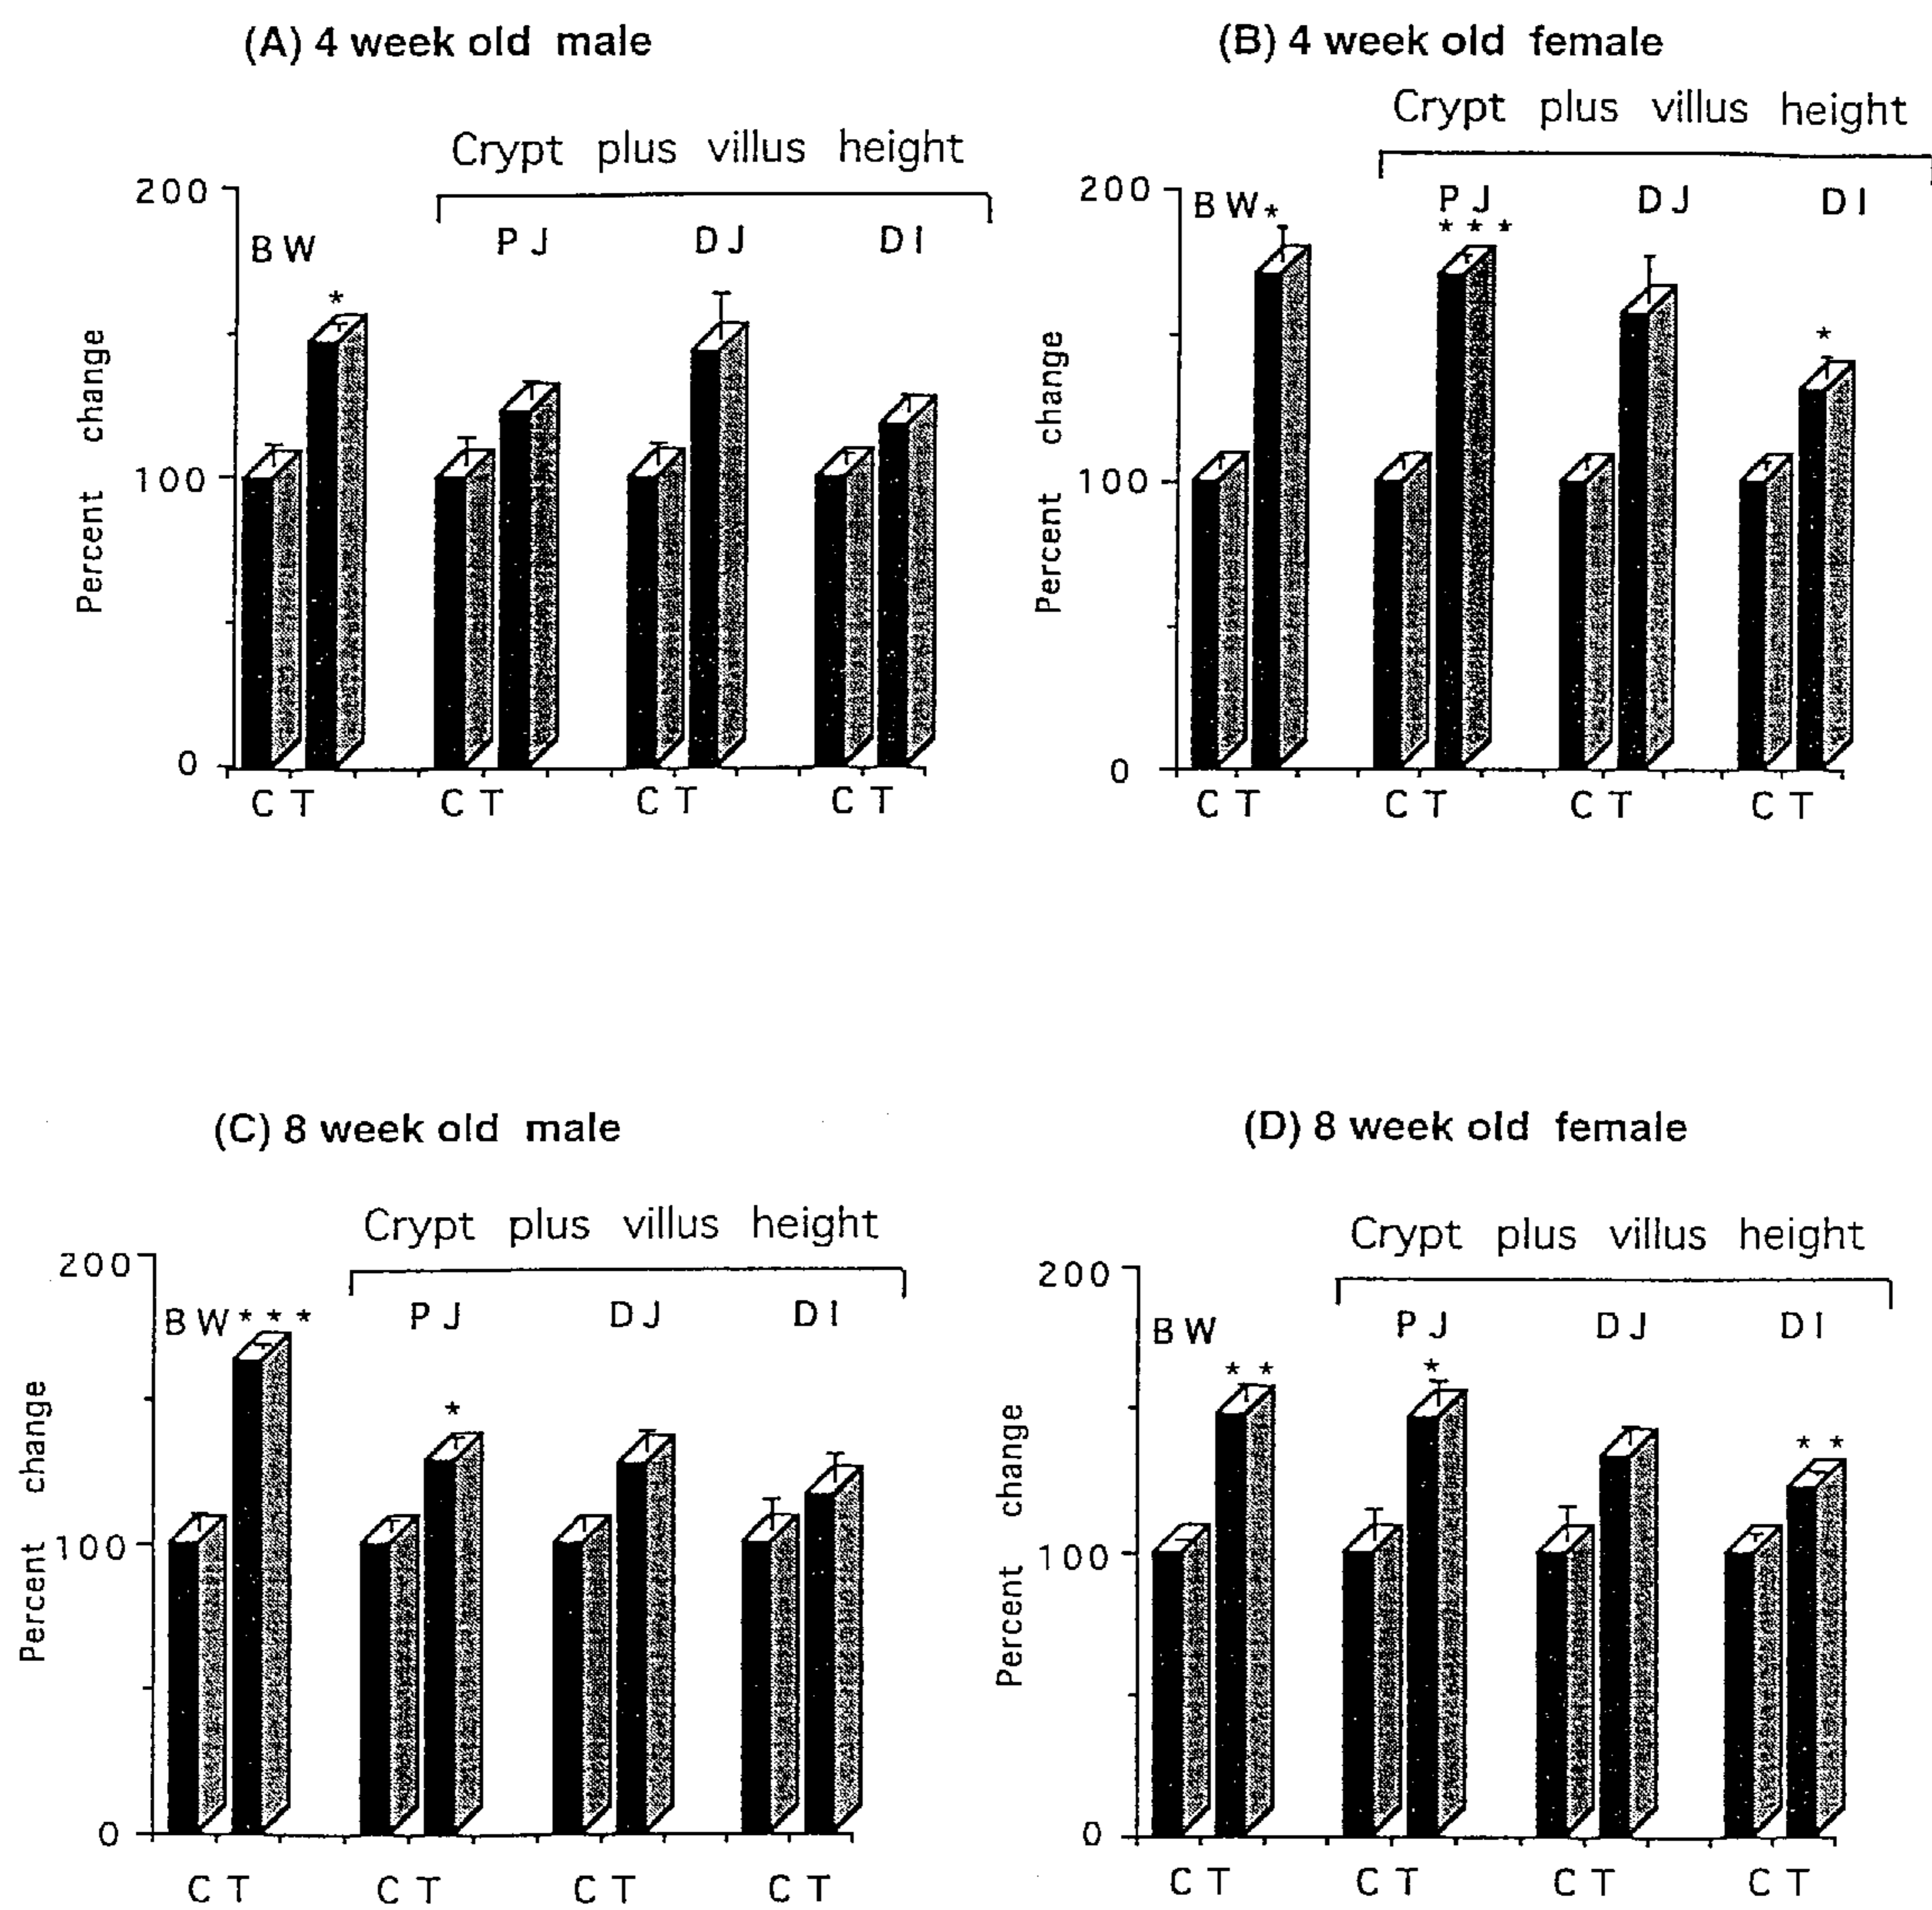 (A) 4 week old male
Crypt plus villus height
200
BW
PJ
DJ
DI
*
Percent change
100
0
C T
C T
C T
C T
(B) 4 week old female
Crypt plus villus height
200
BW*
PJ
DJ
DI
* * *
*
Percent change
100
0
C T
C T
C T
C T
(C) 8 week old male
Crypt plus villus height
200
BW* * *
PJ
DJ
DI
*
Percent change
100
0
C T
C T
C T
C T
(D) 8 week old female
Crypt plus villus height
200
BW
PJ
DJ
DI
* *
*
* *
Percent change
100
0
C T
C T
C T
C T